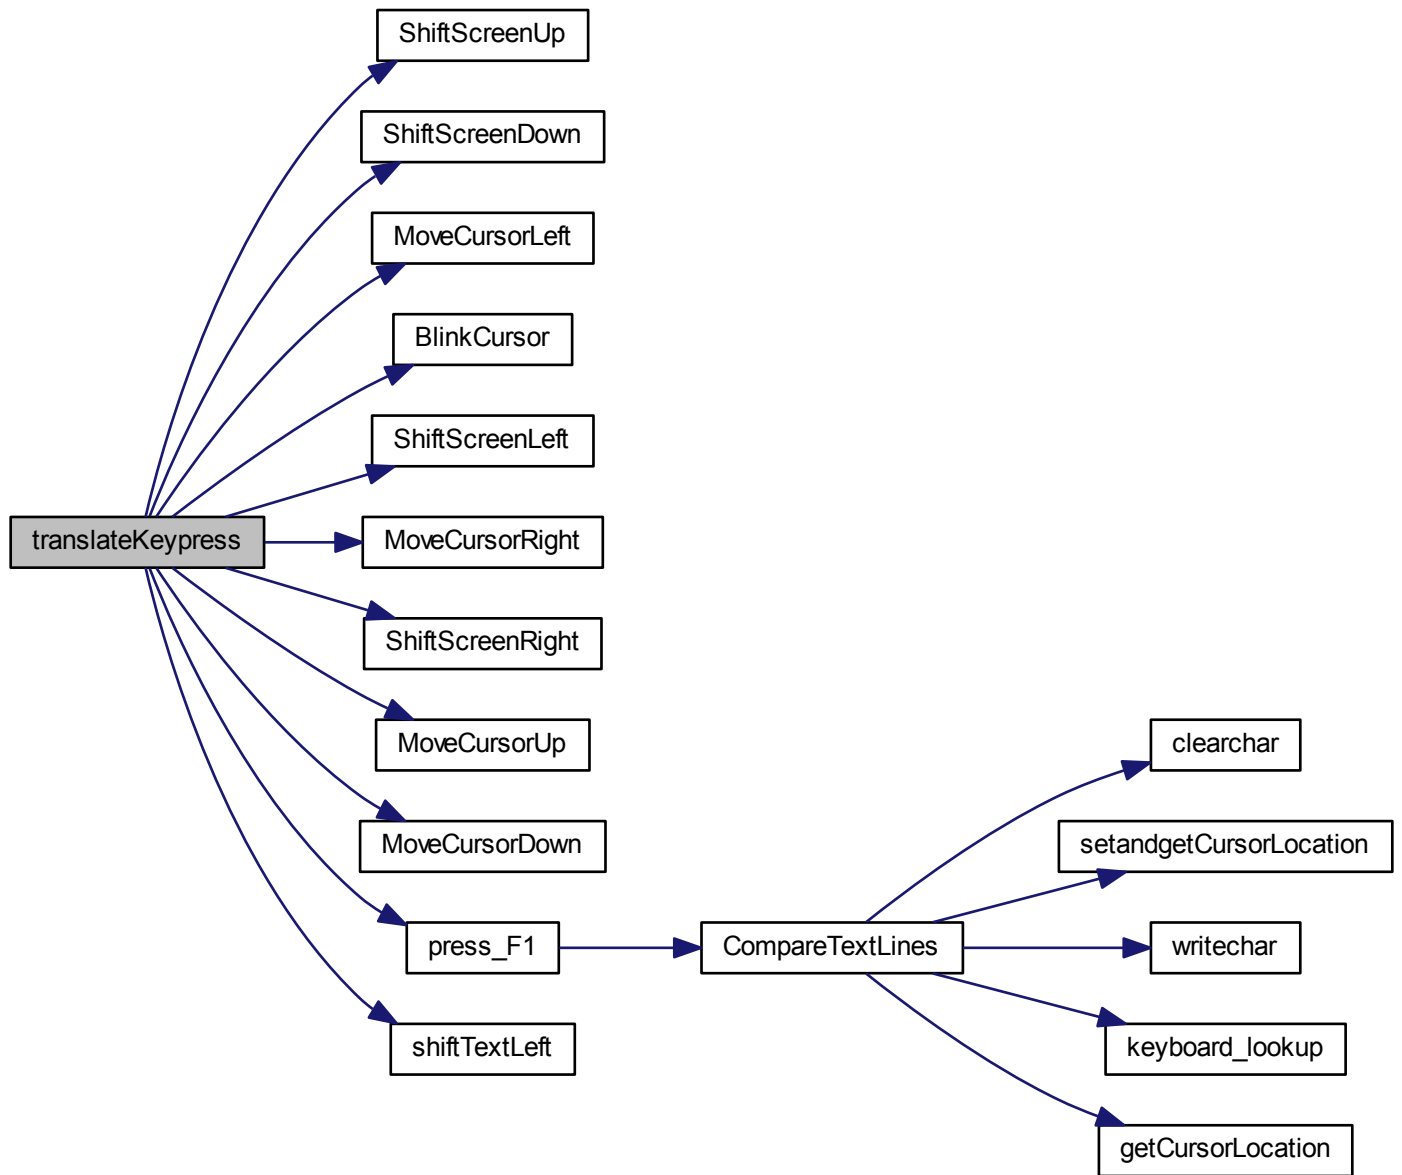 ShiftScreenUp
ShiftScreenDown
MoveCursorLeft
BlinkCursor
ShiftScreenLeft
translateKeypress
MoveCursorRight
ShiftScreenRight
MoveCursorUp
clearchar
MoveCursorDown
setandgetCursorLocation
press_F1
CompareTextLines
writechar
shiftTextLeft
keyboard_lookup
getCursorLocation